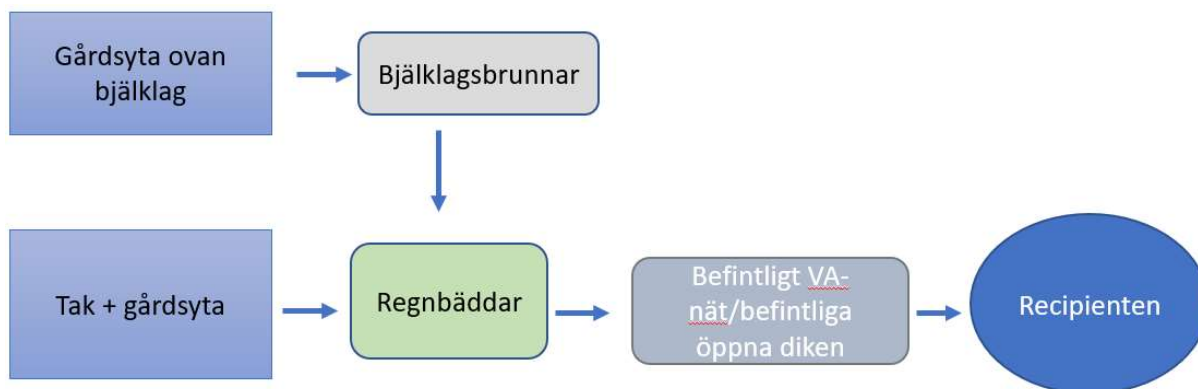 Gårdsyta ovan
bjälklag
Bjälklagsbrunnar
Tak + gårdsyta
Regnbäddar
Befintligt VA-
nät/befintliga
öppna diken
Recipienten